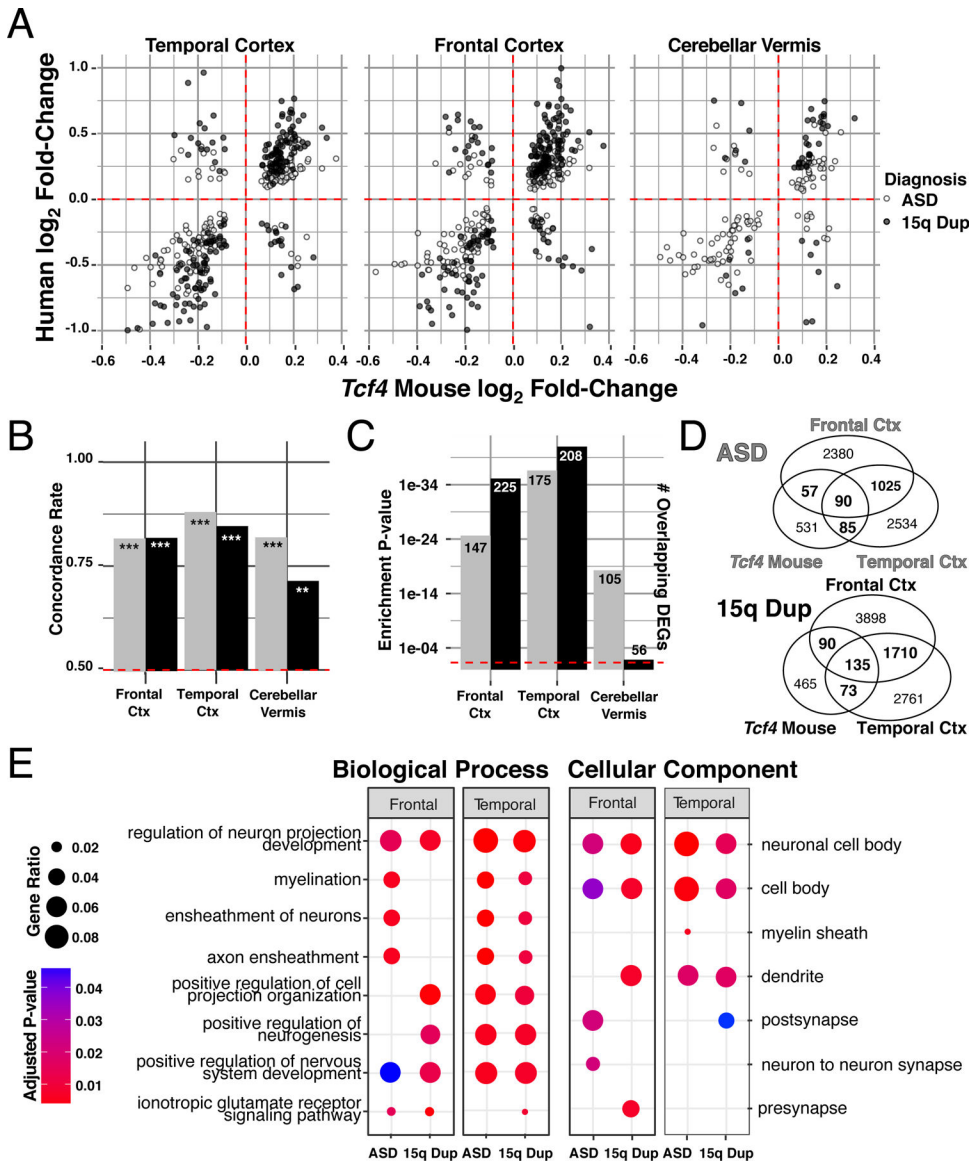 A
Temporal Cortex
Frontal Cortex
Cerebellar Vermis
Human log2 Fold-Change
1.0
0.5
0.0
-0.5
-1.0
-0.6 -0.4 -0.2 0.0 0.2 0.4
-0.6 -0.4 -0.2 0.0 0.2 0.4
-0.6 -0.4 -0.2 0.0 0.2 0.4
Tcf4 Mouse log2 Fold-Change
Diagnosis
ASD
15q Dup
B
Concordance Rate
1.00
0.75
0.50
*** *** *** *** *** **
Frontal Ctx
Temporal Ctx
Cerebellar Vermis
C
Enrichment P-value
1e-34
1e-24
1e-14
1e-04
147 225 175 208 105 56
# Overlapping DEGs
Frontal Ctx
Temporal Ctx
Cerebellar Vermis
D
ASD
Frontal Ctx
2380
57 90 1025
531 85 2534
Tcf4 Mouse Temporal Ctx
15q Dup
Frontal Ctx
3898
90 135 1710
465 73 2761
Tcf4 Mouse Temporal Ctx
E
Biological Process
Cellular Component
Frontal Temporal Frontal Temporal
Gene Ratio
0.02
0.04
0.06
0.08
Adjusted P-value
0.04
0.03
0.02
0.01
regulation of neuron projection
development
myelination
ensheathment of neurons
axon ensheathment
positive regulation of cell
projection organization
positive regulation of
neurogenesis
positive regulation of nervous
system development
ionotropic glutamate receptor
signaling pathway
neuronal cell body
cell body
myelin sheath
dendrite
postsynapse
neuron to neuron synapse
presynapse
ASD 15q Dup ASD 15q Dup ASD 15q Dup ASD 15q Dup